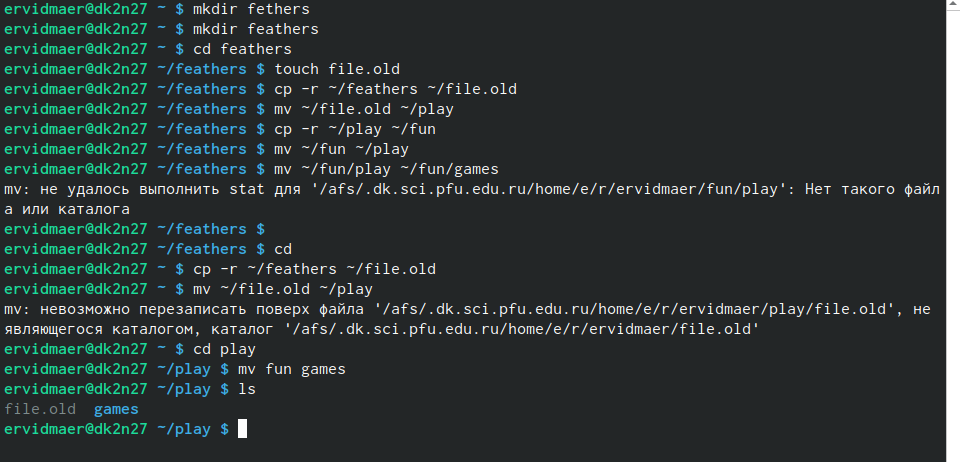 ervidmaer@dk2n27 ~ $ mkdir fethers
ervidmaer@dk2n27 ~ $ mkdir feathers
ervidmaer@dk2n27 ~ $ cd feathers
ervidmaer@dk2n27 ~/feathers $ touch file.old
ervidmaer@dk2n27 ~/feathers $ cp -r ~/feathers ~/file.old
ervidmaer@dk2n27 ~/feathers $ mv ~/file.old ~/play
ervidmaer@dk2n27 ~/feathers $ cp -r ~/play ~/fun
ervidmaer@dk2n27 ~/feathers $ mv ~/fun ~/play
ervidmaer@dk2n27 ~/feathers $ mv ~/fun/play ~/fun/games
mv: не удалось выполнить stat для '/afs/.dk.sci.pfu.edu.ru/home/e/r/ervidmaer/fun/play': Нет такого файл
а или каталога
ervidmaer@dk2n27 ~/feathers $
ervidmaer@dk2n27 ~/feathers $ cd
ervidmaer@dk2n27 ~ $ cp -r ~/feathers ~/file.old
ervidmaer@dk2n27 ~ $ mv ~/file.old ~/play
mv: невозможно перезаписать поверх файла '/afs/.dk.sci.pfu.edu.ru/home/e/r/ervidmaer/play/file.old', не
являющегося каталогом, каталог '/afs/.dk.sci.pfu.edu.ru/home/e/r/ervidmaer/file.old'
ervidmaer@dk2n27 ~ $ cd play
ervidmaer@dk2n27 ~/play $ mv fun games
ervidmaer@dk2n27 ~/play $ ls
file.old  games
ervidmaer@dk2n27 ~/play $